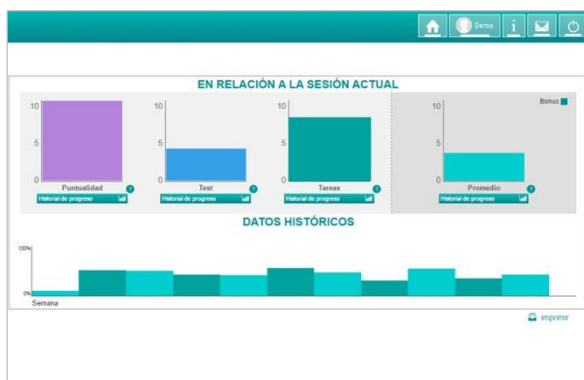 Demo
EN RELACIÓN A LA SESIÓN ACTUAL
10
5
0
Puntualidad
?
Historial de progreso
10
5
0
Test
?
Historial de progreso
10
5
0
Tareas
?
Historial de progreso
Bonus
10
5
0
Promedio
?
Historial de progreso
DATOS HISTÓRICOS
100%
0%
Semana
imprimir